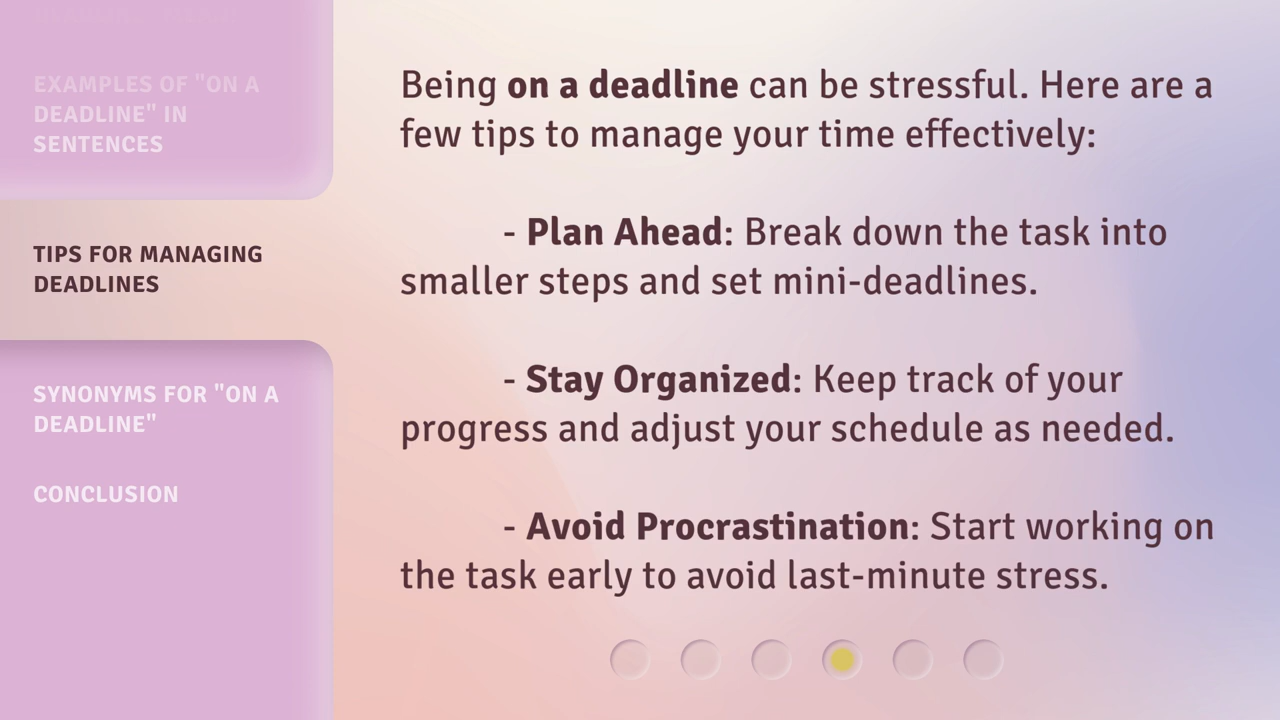 EXAMPLES OF "ON A
DEADLINE" IN
SENTENCES
TIPS FOR MANAGING
DEADLINES
SYNONYMS FOR "ON A
DEADLINE"
CONCLUSION
Being on a deadline can be stressful. Here are a
few tips to manage your time effectively:
- Plan Ahead: Break down the task into
smaller steps and set mini-deadlines.
- Stay Organized: Keep track of your
progress and adjust your schedule as needed.
- Avoid Procrastination: Start working on
the task early to avoid last-minute stress.